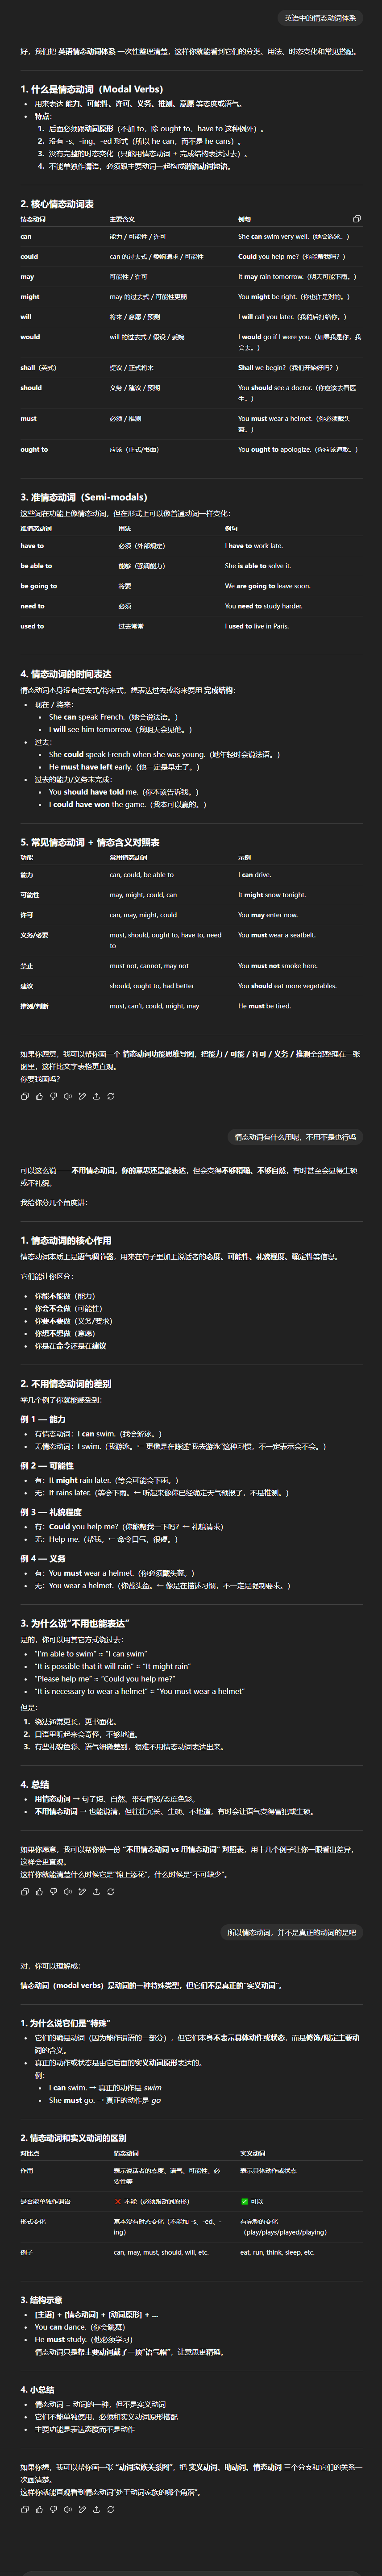 英语中的情态动词体系
好，我们把 英语情态动词体系 一次性整理清楚，这样你就能看到它们的分类、用法、时态变化和常见搭配。
1. 什么是情态动词（Modal Verbs）
• 用来表达 能力、可能性、许可、义务、推测、意愿 等态度或语气。
• 特点：
1. 后面必须跟动词原形（不加 to，除 ought to、have to 这种例外）。
2. 没有 -s、-ing、-ed 形式（所以 he can，而不是 he cans）。
3. 没有完整的时态变化（只能用情态动词 + 完成结构表达过去）。
4. 不能单独作谓语，必须跟主要动词一起构成谓语动词短语。
2. 核心情态动词表
情态动词 主要含义 例句
can 能力 / 可能性 / 许可 She can swim very well.（她会游泳。）
could can 的过去式 / 委婉请求 / 可能性 Could you help me?（你能帮我吗？）
may 可能性 / 许可 It may rain tomorrow.（明天可能下雨。）
might may 的过去式 / 可能性更弱 You might be right.（你也许是对的。）
will 将来 / 意愿 / 预测 I will call you later.（我稍后打给你。）
would will 的过去式 / 假设 / 委婉 I would go if I were you.（如果我是你，我
会去。）
shall（英式） 提议 / 正式将来 Shall we begin?（我们开始好吗？）
should 义务 / 建议 / 预期 You should see a doctor.（你应该去看医
生。）
must 必须 / 推测 You must wear a helmet.（你必须戴头
盔。）
ought to 应该（正式/书面） You ought to apologize.（你应该道歉。）
3. 准情态动词（Semi-modals）
这些词在功能上像情态动词，但在形式上可以像普通动词一样变化：
准情态动词 用法 例句
have to 必须（外部规定） I have to work late.
be able to 能够（强调能力） She is able to solve it.
be going to 将要 We are going to leave soon.
need to 必须 You need to study harder.
used to 过去常常 I used to live in Paris.
4. 情态动词的时间表达
情态动词本身没有过去式/将来式，想表达过去或将来要用 完成结构：
• 现在 / 将来：
• She can speak French.（她会说法语。）
• I will see him tomorrow.（我明天会见他。）
• 过去：
• She could speak French when she was young.（她年轻时会说法语。）
• He must have left early.（他一定是早走了。）
• 过去的能力/义务未完成：
• You should have told me.（你本该告诉我。）
• I could have won the game.（我本可以赢的。）
5. 常见情态动词 + 情态含义对照表
功能 常用情态动词 示例
能力 can, could, be able to I can drive.
可能性 may, might, could, can It might snow tonight.
许可 can, may, might, could You may enter now.
义务/必要 must, should, ought to, have to, need
to You must wear a seatbelt.
禁止 must not, cannot, may not You must not smoke here.
建议 should, ought to, had better You should eat more vegetables.
推测/判断 must, can't, could, might, may He must be tired.
如果你愿意，我可以帮你画一个 情态动词功能思维导图，把能力 / 可能 / 许可 / 义务 / 推测全部整理在一张
图里，这样比文字表格更直观。
你要我画吗？
情态动词有什么用呢，不用不是也行吗
可以这么说——不用情态动词，你的意思还是能表达，但会变得不够精确、不够自然，有时甚至会显得生硬
或不礼貌。
我给你分几个角度讲：
1. 情态动词的核心作用
情态动词本质上是语气调节器，用来在句子里加上说话者的态度、可能性、礼貌程度、确定性等信息。
它们能让你区分：
• 你能不能做（能力）
• 你会不会做（可能性）
• 你要不要做（义务/要求）
• 你想不想做（意愿）
• 你是在命令还是在建议
2. 不用情态动词的差别
举几个例子你就能感受到：
例 1 — 能力
• 有情态动词：I can swim.（我会游泳。）
• 无情态动词：I swim.（我游泳。← 更像是在陈述“我去游泳”这种习惯，不一定表示会不会。）
例 2 — 可能性
• 有：It might rain later.（等会可能会下雨。）
• 无：It rains later.（等会下雨。← 听起来像你已经确定天气预报了，不是推测。）
例 3 — 礼貌程度
• 有：Could you help me?（你能帮我一下吗？← 礼貌请求）
• 无：Help me.（帮我。← 命令口气，很硬。）
例 4 — 义务
• 有：You must wear a helmet.（你必须戴头盔。）
• 无：You wear a helmet.（你戴头盔。← 像是在描述习惯，不一定是强制要求。）
3. 为什么说“不用也能表达”
是的，你可以用其它方式绕过去：
• “I'm able to swim” = “I can swim”
• “It is possible that it will rain” = “It might rain”
• “Please help me” = “Could you help me?”
• “It is necessary to wear a helmet” = “You must wear a helmet”
但是：
1. 绕法通常更长，更书面化。
2. 口语里听起来会奇怪，不够地道。
3. 有些礼貌色彩、语气细微差别，很难不用情态动词表达出来。
4. 总结
• 用情态动词 → 句子短、自然、带有情绪/态度色彩。
• 不用情态动词 → 也能说清，但往往冗长、生硬、不地道，有时会让语气变得冒犯或生硬。
如果你愿意，我可以帮你做一份 “不用情态动词 vs 用情态动词” 对照表，用十几个例子让你一眼看出差异，
这样会更直观。
这样你就能清楚什么时候它是“锦上添花”，什么时候是“不可缺少”。
所以情态动词，并不是真正的动词的是吧
对，你可以理解成：
情态动词（modal verbs）是动词的一种特殊类型，但它们不是真正的“实义动词”。
1. 为什么说它们是“特殊”
• 它们的确是动词（因为能作谓语的一部分），但它们本身不表示具体动作或状态，而是修饰/限定主要动
词的含义。
• 真正的动作或状态是由它后面的实义动词原形表达的。
例：
• I can swim. → 真正的动作是 swim
• She must go. → 真正的动作是 go
2. 情态动词和实义动词的区别
对比点 情态动词 实义动词
作用 表示说话者的态度、语气、可能性、必
要性等 表示具体动作或状态
是否能单独作谓语 ❌ 不能（必须跟动词原形） ✅ 可以
形式变化 基本没有时态变化（不能加 -s、-ed、-
ing） 有完整的变化
（play/plays/played/playing）
例子 can, may, must, should, will, etc. eat, run, think, sleep, etc.
3. 结构示意
• [主语] + [情态动词] + [动词原形] + ...
• You can dance.（你会跳舞）
• He must study.（他必须学习）
情态动词只是帮主要动词戴了一顶“语气帽”，让意思更精确。
4. 小总结
• 情态动词 = 动词的一种，但不是实义动词
• 它们不能单独使用，必须和实义动词原形搭配
• 主要功能是表达态度而不是动作
如果你想，我可以帮你画一张 “动词家族关系图”，把 实义动词、助动词、情态动词 三个分支和它们的关系一
次画清楚。
这样你就能直观看到情态动词“处于动词家族的哪个角落”。